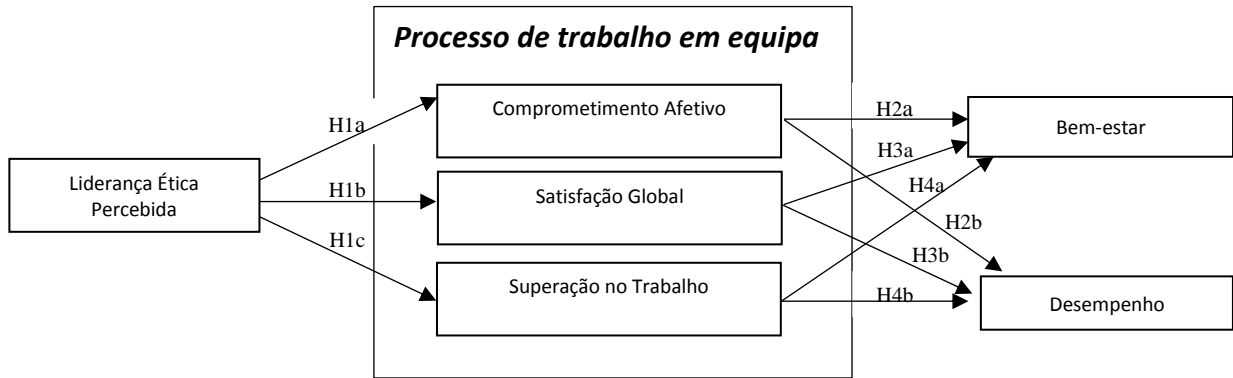 Processo de trabalho em equipa
Comprometimento Afetivo
H2a
Bem-estar
H1a
H3a
Liderança Ética
Percebida
H1b
Satisfação Global
H4a
H2b
H1c
H3b
Superação no Trabalho
H4b
Desempenho